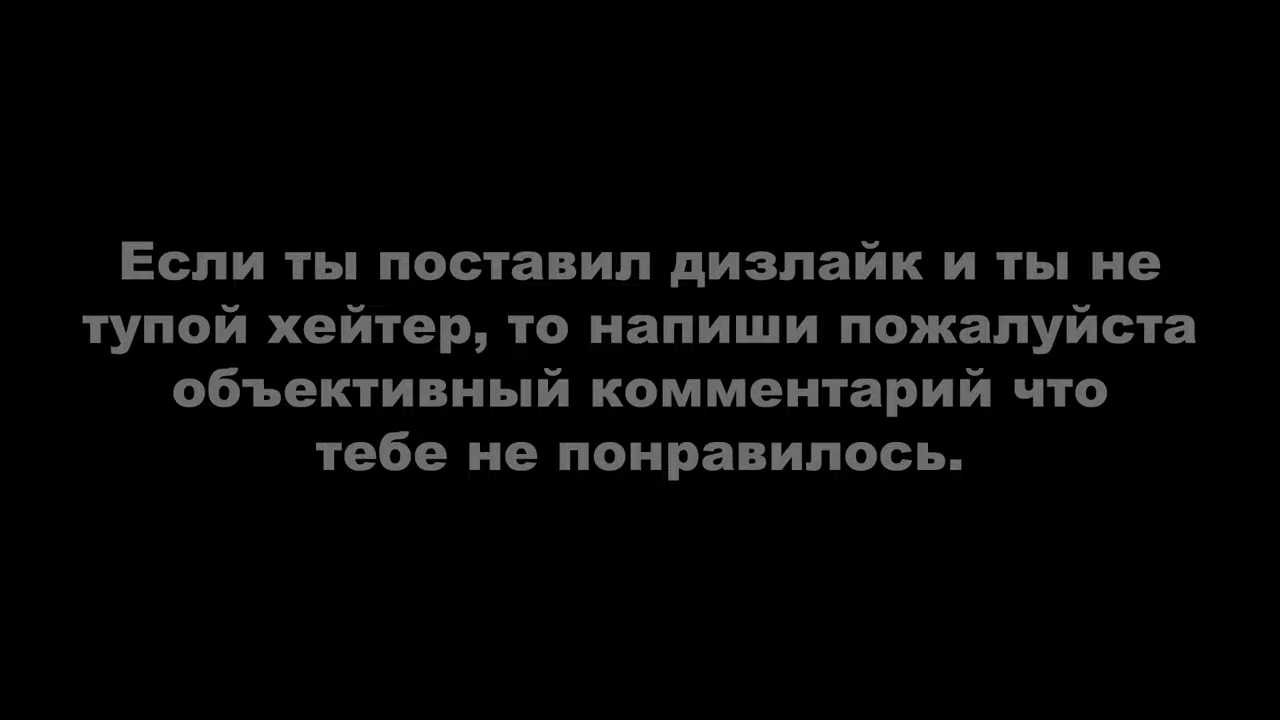 Если ты поставил дизлайк и ты не
тупой хейтер, то напиши пожалуйста
объективный комментарий что
тебе не понравилось.